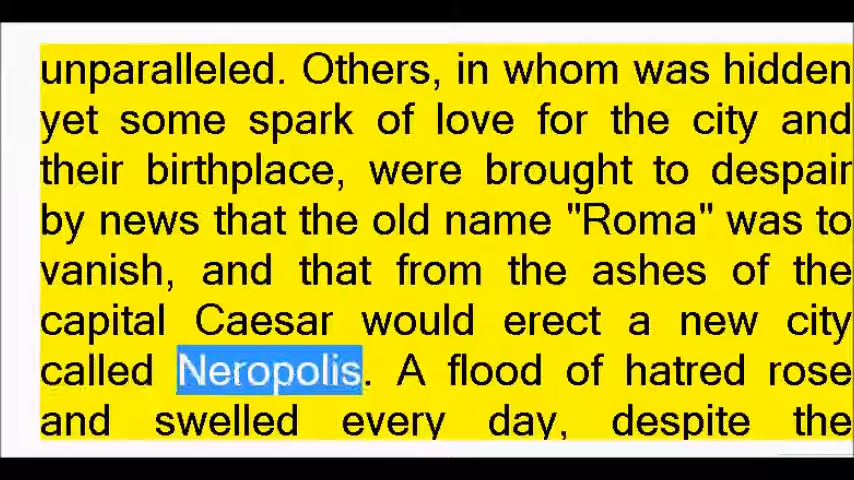 unparalleled. Others, in whom was hidden
yet some spark of love for the city and
their birthplace, were brought to despair
by news that the old name "Roma" was to
vanish, and that from the ashes of the
capital Caesar would erect a new city
called Neropolis. A flood of hatred rose
and swelled every day, despite the